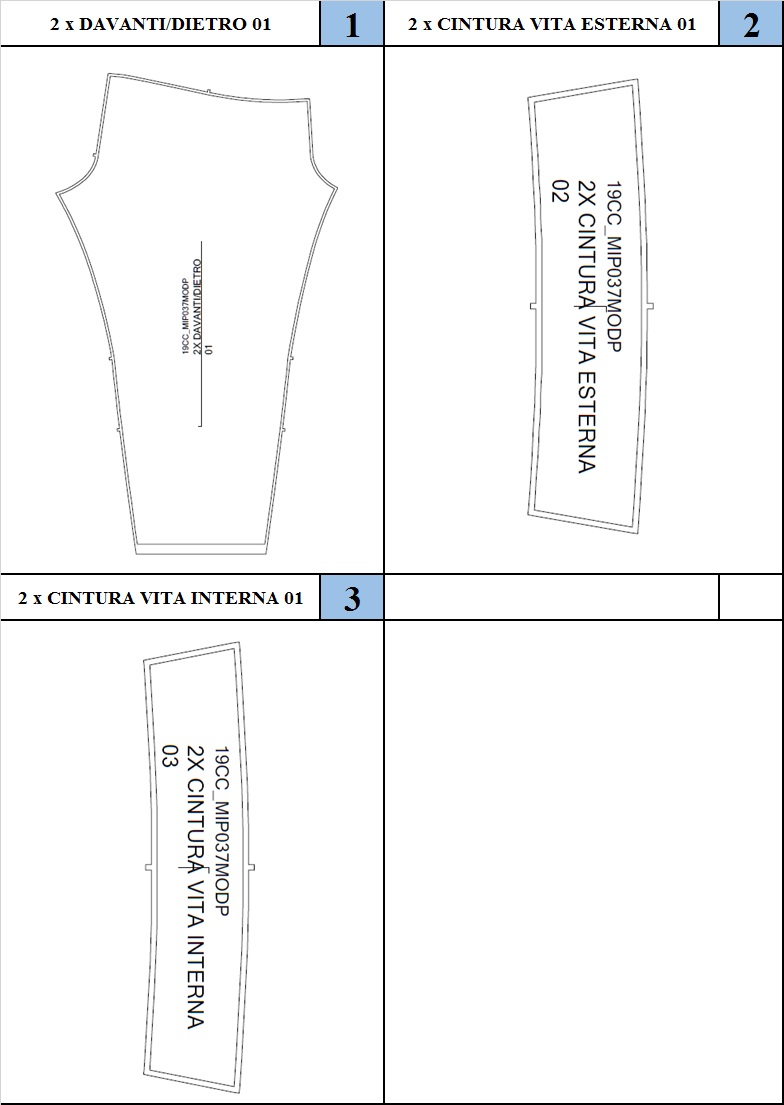 2 x DAVANTI/DIETRO 01
1
2 x CINTURA VITA ESTERNA 01
2
19CC_MIP037MODP
2X DAVANTI/DIETRO
01
19CC_MIP037MODP
2X CINTURA VITA ESTERNA
02
2 x CINTURA VITA INTERNA 01
3
19CC_MIP037MODP
2X CINTURA VITA INTERNA
03